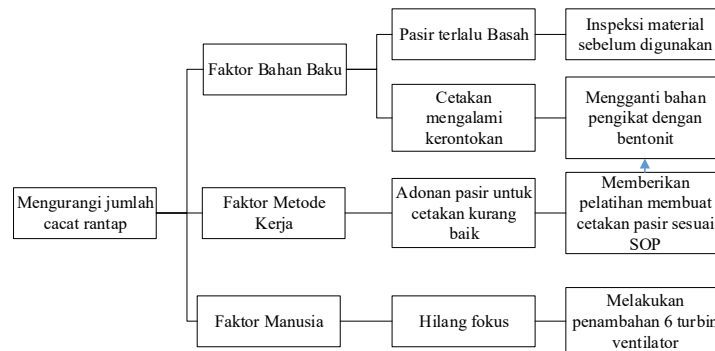 Pasir terlalu Basah
Inspeksi material
sebelum digunakan
Faktor Bahan Baku
Cetakan
mengalami
kerontokan
Mengganti bahan
pengikat dengan
bentonit
Mengurangi jumlah
cacat rantap
Faktor Metode
Kerja
Adonan pasir untuk
cetakan kurang
baik
Memberikan
pelatihan membuat
cetakan pasir sesuai
SOP
Faktor Manusia
Hilang fokus
Melakukan
penambahan 6 turbin
ventilator